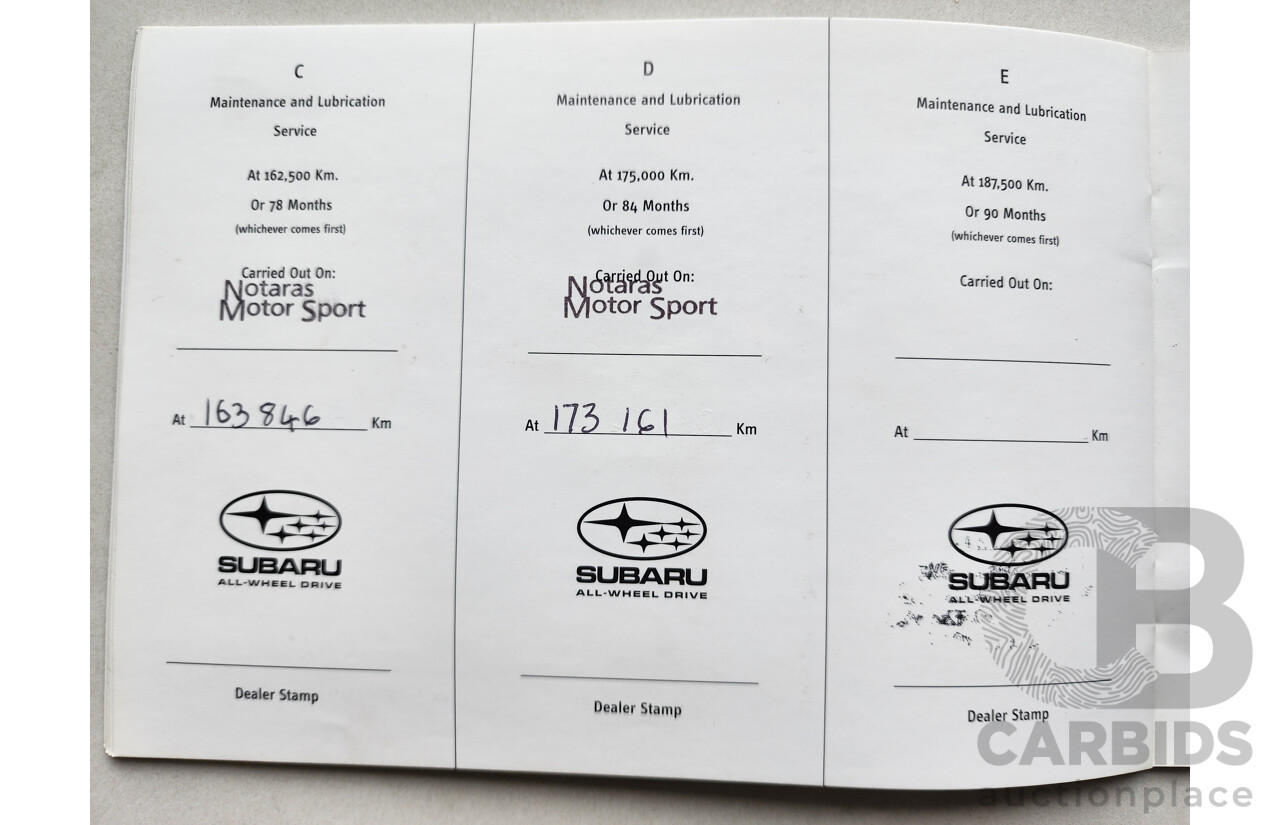 C
Maintenance and Lubrication
Service
At 162,500 Km.
Or 78 Months
(whichever comes first)
Carried Out On:
Notaras
Motor Sport
At 163 846 Km
SUBARU
ALL-WHEEL DRIVE
Dealer Stamp
D
Maintenance and Lubrication
Service
At 175,000 Km.
Or 84 Months
(whichever comes first)
Carried Out On:
Notaras
Motor Sport
At 173 161 Km
SUBARU
ALL-WHEEL DRIVE
Dealer Stamp
E
Maintenance and Lubrication
Service
At 187,500 Km.
Or 90 Months
(whichever comes first)
Carried Out On:
At Km
SUBARU
ALL-WHEEL DRIVE
Dealer Stamp
CB
CARBIDS
auctionplace